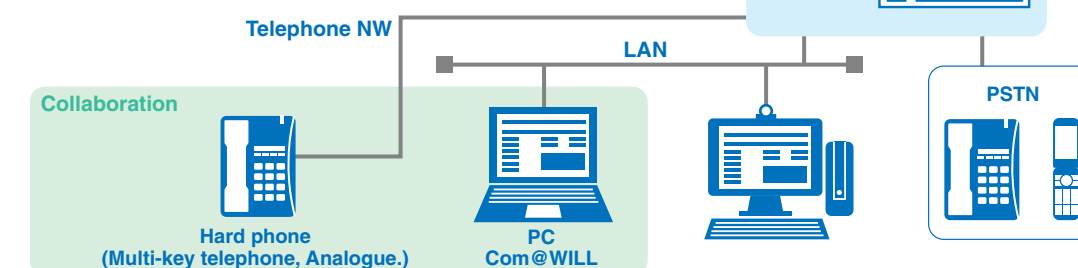 Telephone NW
LAN
PSTN
Collaboration
Hard phone
(Multi-key telephone, Analogue.)
PC
Com@WILL